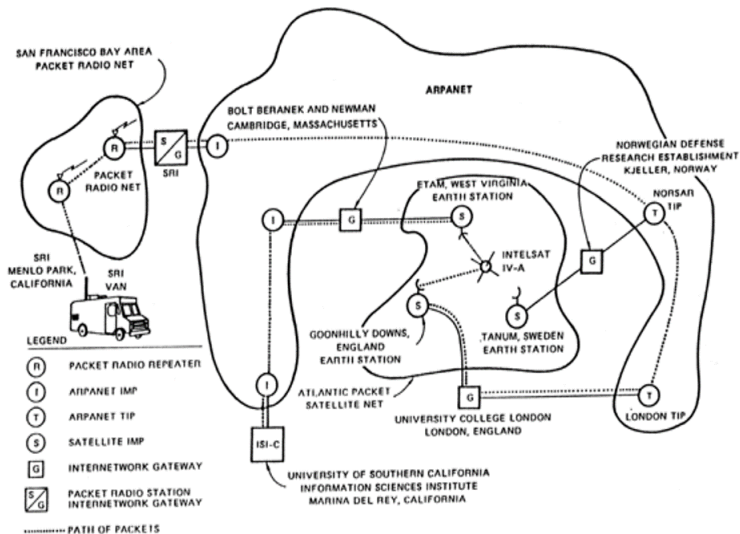 SAN FRANCISCO BAY AREA
PACKET RADIO NET
ARPANET
BOLT BERANEK AND NEWMAN
CAMBRIDGE, MASSACHUSETTS
NORWEGIAN DEFENSE
RESEARCH ESTABLISHMENT
KJELLER, NORWAY
R
S/G
SRI
I
PACKET
RADIO NET
R
ETAM, WEST VIRGINIA
EARTH STATION
NORSAR
TIP
T
I
G
S
SRI
MENLO PARK,
CALIFORNIA
SRI
VAN
INTELSAT
IV-A
G
S
S
GOONHILLY DOWNS,
ENGLAND
EARTH STATION
TANUM, SWEDEN
EARTH STATION
I
ATLANTIC PACKET
SATELLITE NET
G
T
UNIVERSITY COLLEGE LONDON
LONDON, ENGLAND
LONDON TIP
ISI-C
UNIVERSITY OF SOUTHERN CALIFORNIA
INFORMATION SCIENCES INSTITUTE
MARINA DEL REY, CALIFORNIA
LEGEND
R PACKET RADIO REPEATER
I ARPANET IMP
T ARPANET TIP
S SATELLITE IMP
G INTERNETWORK GATEWAY
S/G PACKET RADIO STATION
INTERNETWORK GATEWAY
PATH OF PACKETS